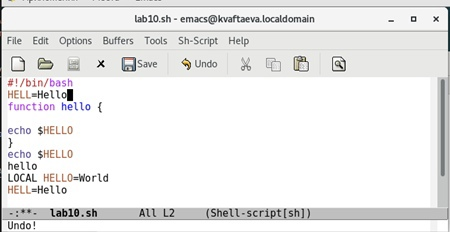 lab10.sh - emacs@kvaftaeva.localdomain
File Edit Options Buffers Tools Sh-Script Help
Save Undo
#!/bin/bash
HELL=Hello
function hello {
echo $HELLO
}
echo $HELLO
hello
LOCAL HELLO=World
HELL=Hello
-:**- lab10.sh All L2 (Shell-script[sh])
Undo!